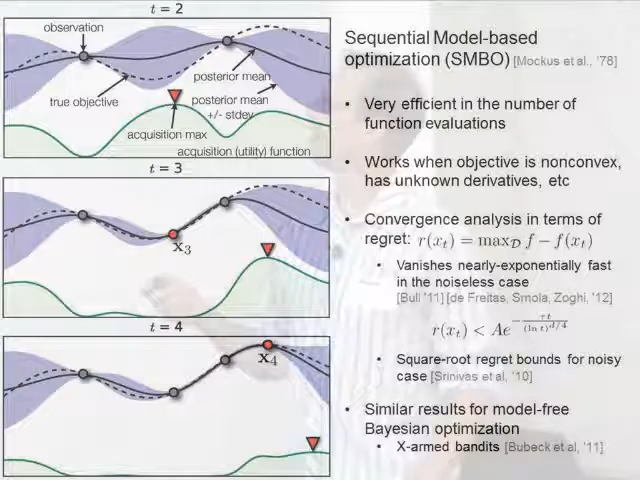 t = 2
observation
posterior mean
true objective
posterior mean
+/- stdev
acquisition max
acquisition (utility) function
t = 3
x₃
t = 4
x₄
Sequential Model-based
optimization (SMBO) [Mockus et al., '78]
• Very efficient in the number of
function evaluations
• Works when objective is nonconvex,
has unknown derivatives, etc
• Convergence analysis in terms of
regret: r(x_t) = max_D f − f(x_t)
• Vanishes nearly-exponentially fast
in the noiseless case
[Bull '11] [de Freitas, Smola, Zoghi, '12]
r(x_t) < Ae^{−τt/(ln t)^{d/4}}
• Square-root regret bounds for noisy
case [Srinivas et al, '10]
• Similar results for model-free
Bayesian optimization
• X-armed bandits [Bubeck et al, '11]